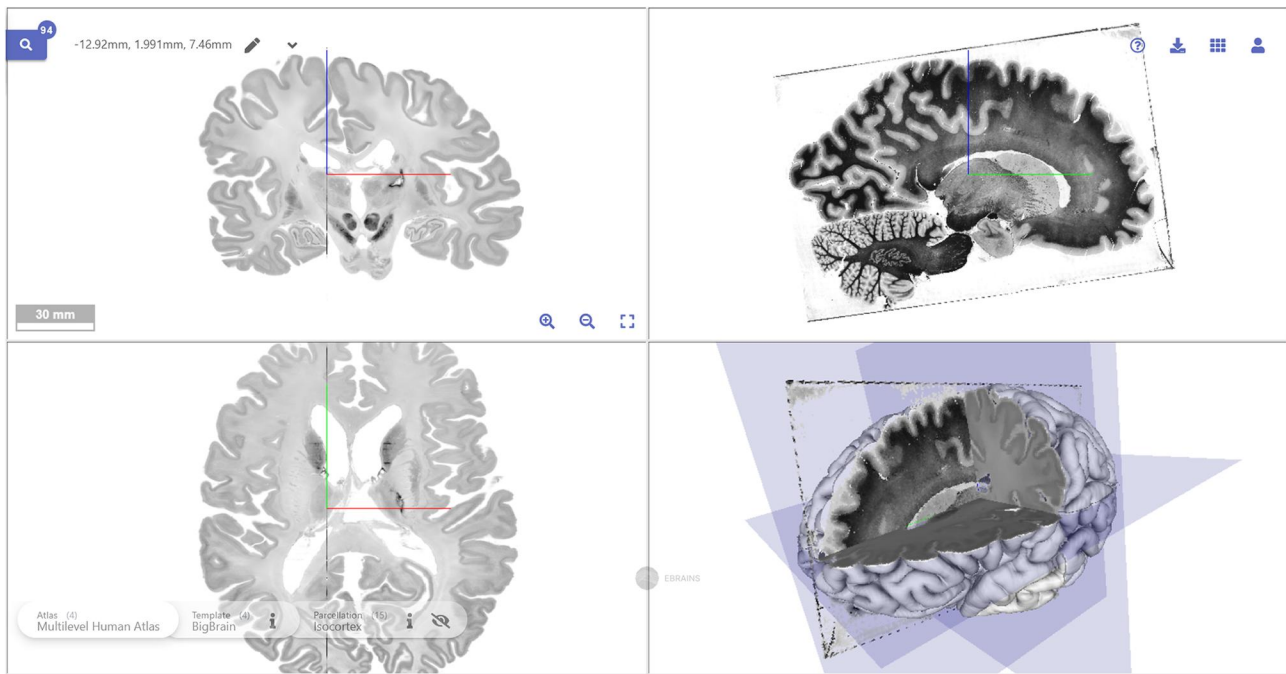 94
-12.92mm, 1.991mm, 7.46mm
30 mm
EBRAINS
Atlas (4)
Multilevel Human Atlas
Template (4)
BigBrain
Parcellation (15)
Isocortex